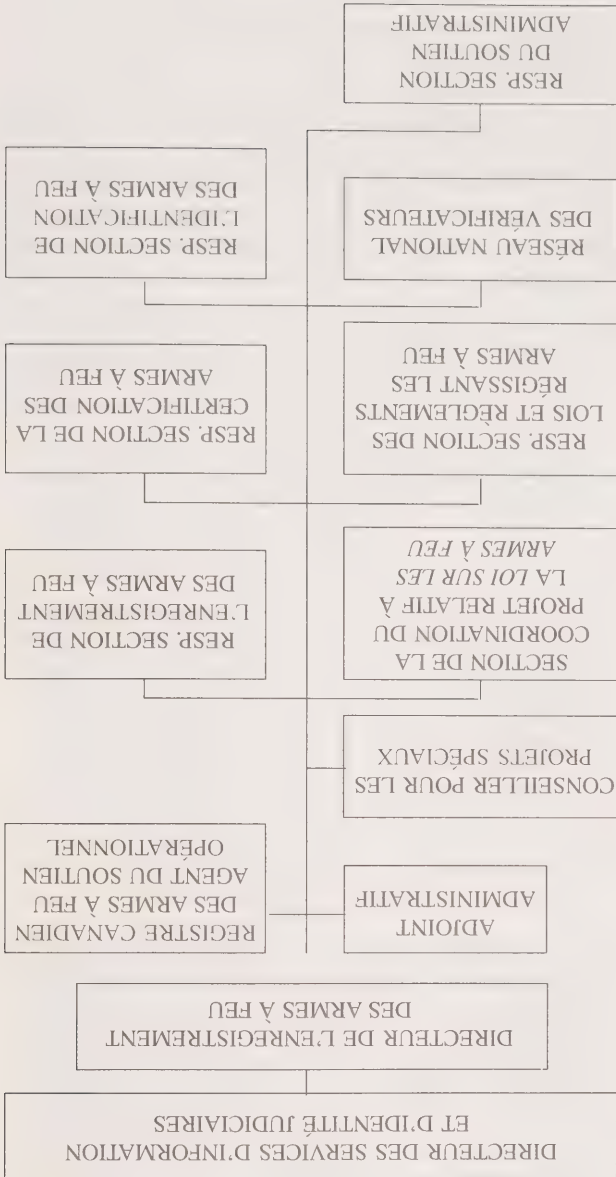 DIRECTEUR DES SERVICES D'INFORMATION
ET D'IDENTITÉ JUDICIAIRES
DIRECTEUR DE L'ENREGISTREMENT
DES ARMES À FEU
ADJOINT
ADMINISTRATIF
REGISTRE CANADIEN
DES ARMES À FEU
AGENT DU SOUTIEN
OPÉRATIONNEL
CONSEILLER POUR LES
PROJETS SPÉCIAUX
SECTION DE LA
COORDINATION DU
PROJET RELATIF À
LA LOI SUR LES
ARMES À FEU
RESP. SECTION DE
L'ENREGISTREMENT
DES ARMES À FEU
RESP. SECTION DES
LOIS ET RÈGLEMENTS
RÉGISSANT LES
ARMES À FEU
RESP. SECTION DE LA
CERTIFICATION DES
ARMES À FEU
RÉSEAU NATIONAL
DES VÉRIFICATEURS
RESP. SECTION DE
L'IDENTIFICATION
DES ARMES À FEU
RESP. SECTION
DU SOUTIEN
ADMINISTRATIF